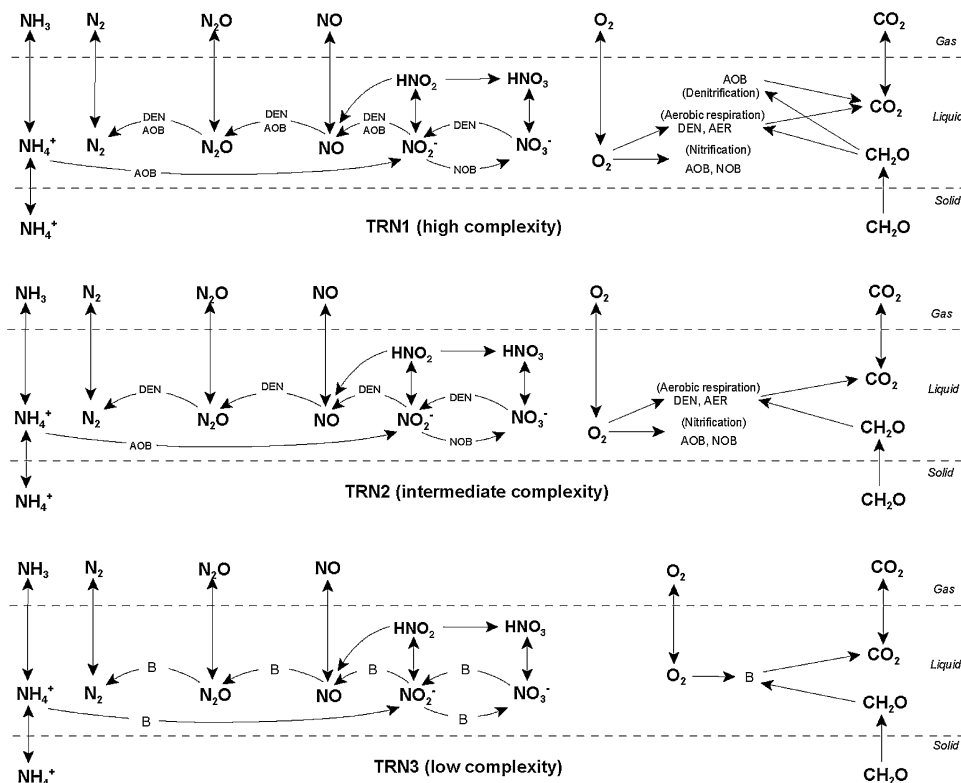 NH₃ N₂ N₂O NO O₂ CO₂
Gas
HNO₂ HNO₃ AOB
(Denitrification) CO₂
DEN DEN DEN DEN (Aerobic respiration) Liquid
AOB AOB AOB DEN, AER
NH₄⁺ N₂ N₂O NO NO₂⁻ NO₃⁻ O₂ (Nitrification) CH₂O
AOB NOB AOB, NOB
Solid
NH₄⁺ CH₂O
TRN1 (high complexity)
NH₃ N₂ N₂O NO O₂ CO₂
Gas
HNO₂ HNO₃
CO₂
DEN DEN DEN DEN (Aerobic respiration) Liquid
DEN, AER
NH₄⁺ N₂ N₂O NO NO₂⁻ NO₃⁻ O₂ (Nitrification) CH₂O
AOB NOB AOB, NOB
Solid
NH₄⁺ CH₂O
TRN2 (intermediate complexity)
NH₃ N₂ N₂O NO O₂ CO₂
Gas
HNO₂ HNO₃
CO₂
B B B B O₂ B Liquid
NH₄⁺ N₂ N₂O NO NO₂⁻ NO₃⁻ CH₂O
B B
Solid
NH₄⁺ CH₂O
TRN3 (low complexity)